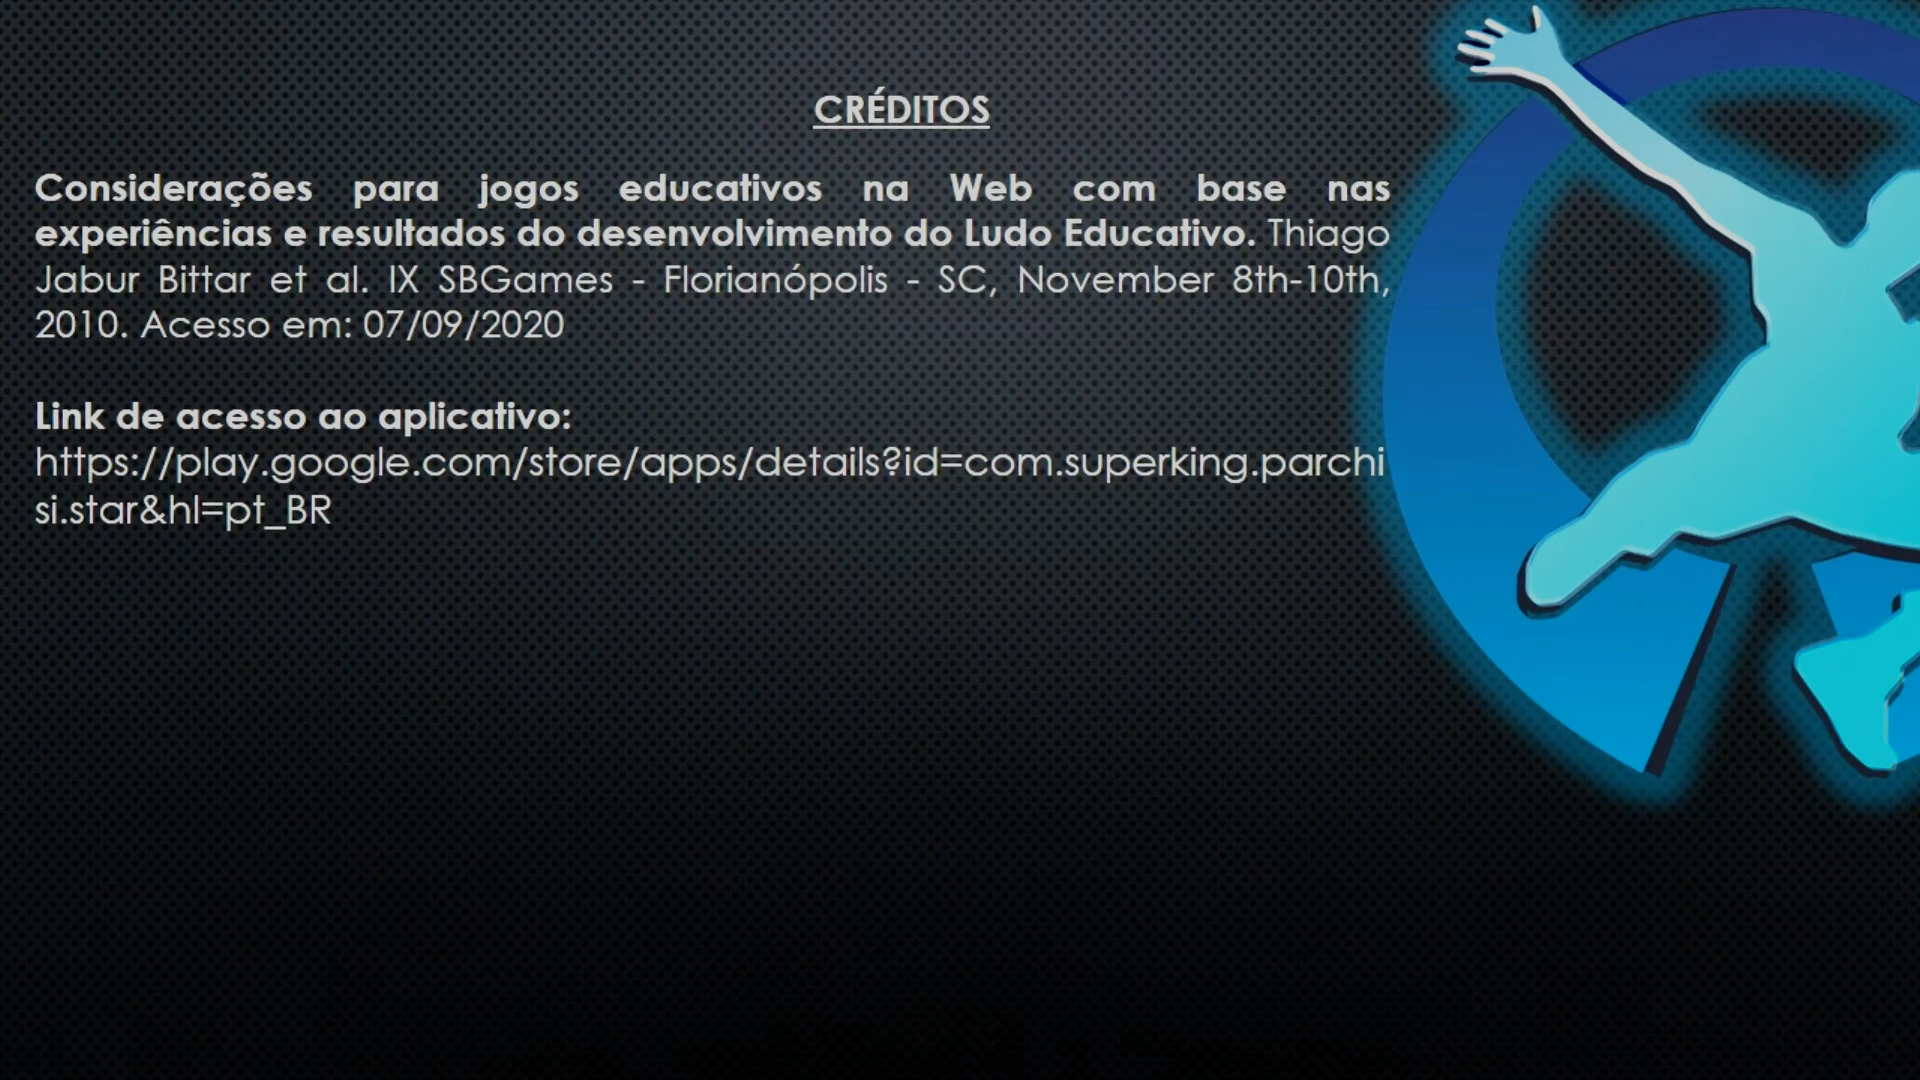 CRÉDITOS
Considerações para jogos educativos na Web com base nas
experiências e resultados do desenvolvimento do Ludo Educativo. Thiago
Jabur Bittar et al. IX SBGames - Florianópolis - SC, November 8th-10th,
2010. Acesso em: 07/09/2020
Link de acesso ao aplicativo:
https://play.google.com/store/apps/details?id=com.superking.parchi
si.star&hl=pt_BR